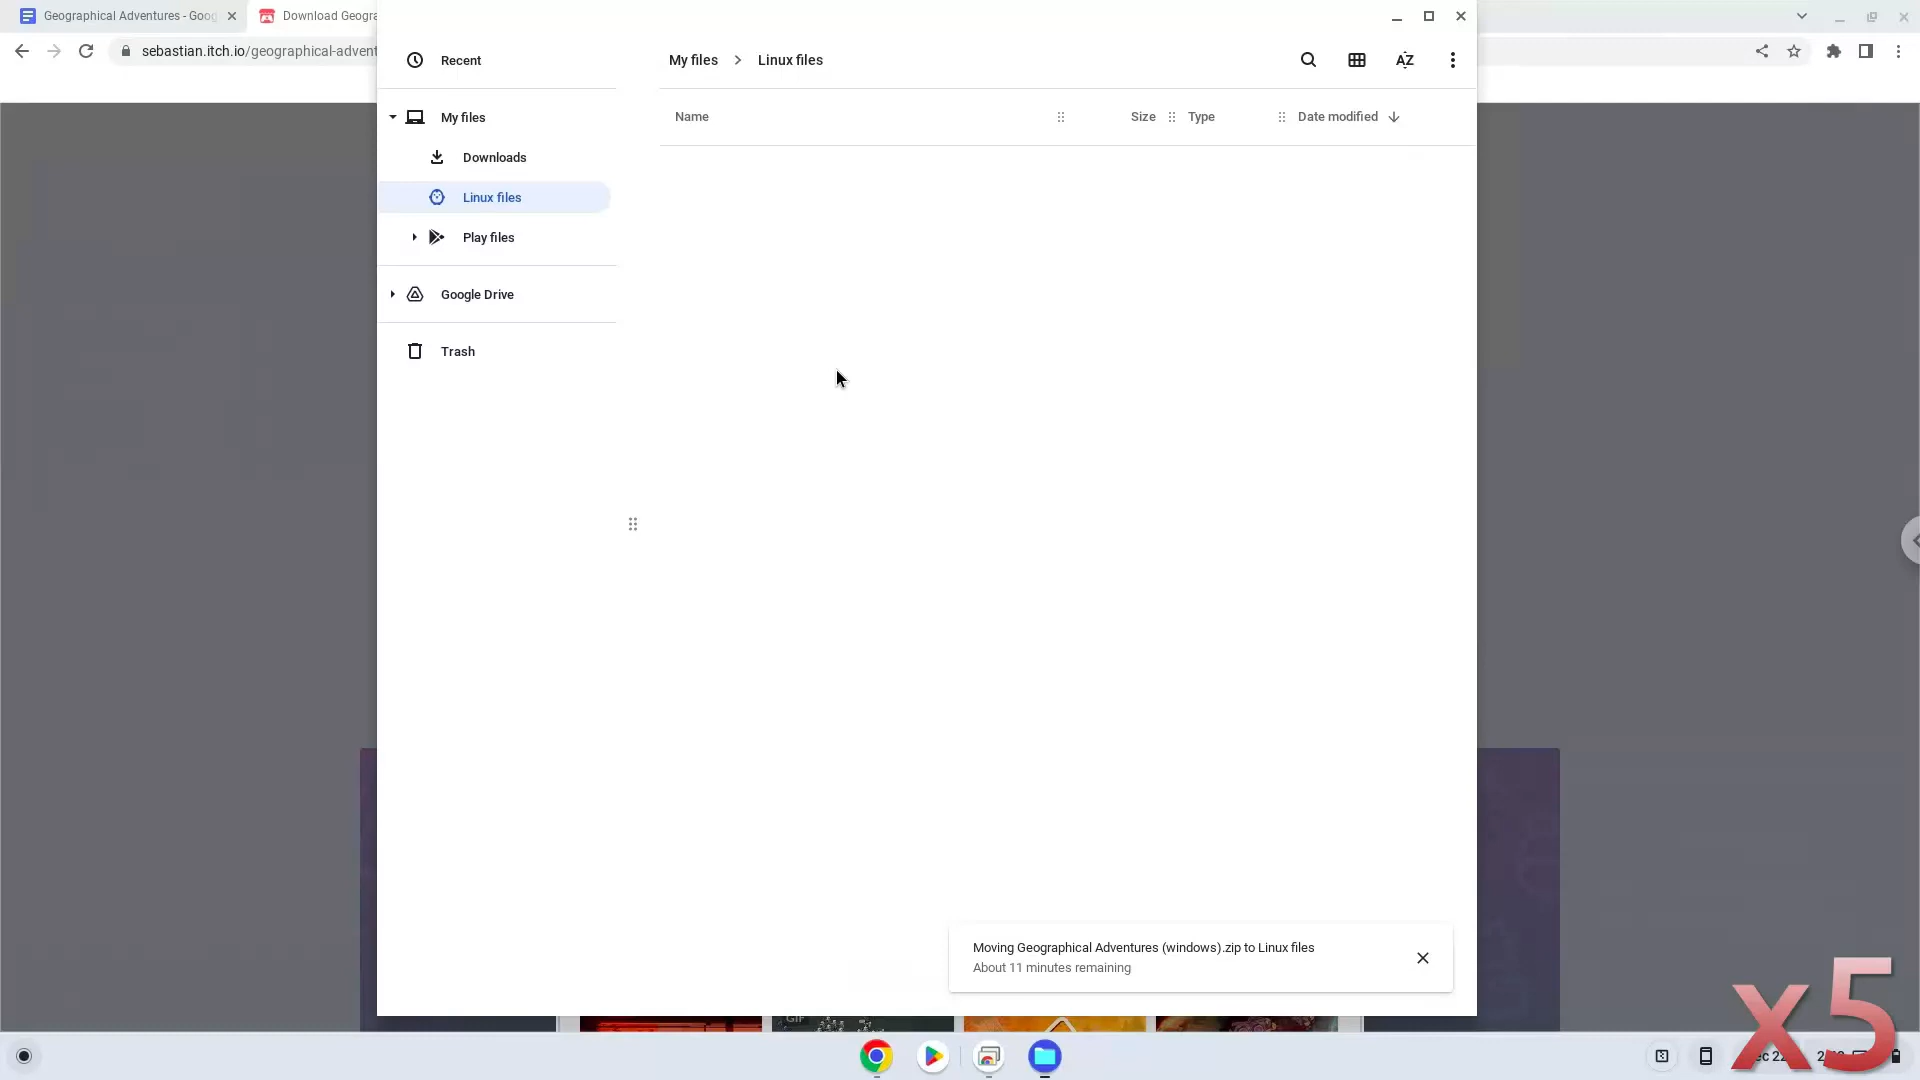 Geographical Adventures - Goog
Download Geogra
sebastian.itch.io/geographical-advent
Recent
My files
Downloads
Linux files
Play files
Google Drive
Trash
My files
Linux files
Name
Size
Type
Date modified
Moving Geographical Adventures (windows).zip to Linux files
About 11 minutes remaining
GIF
x5